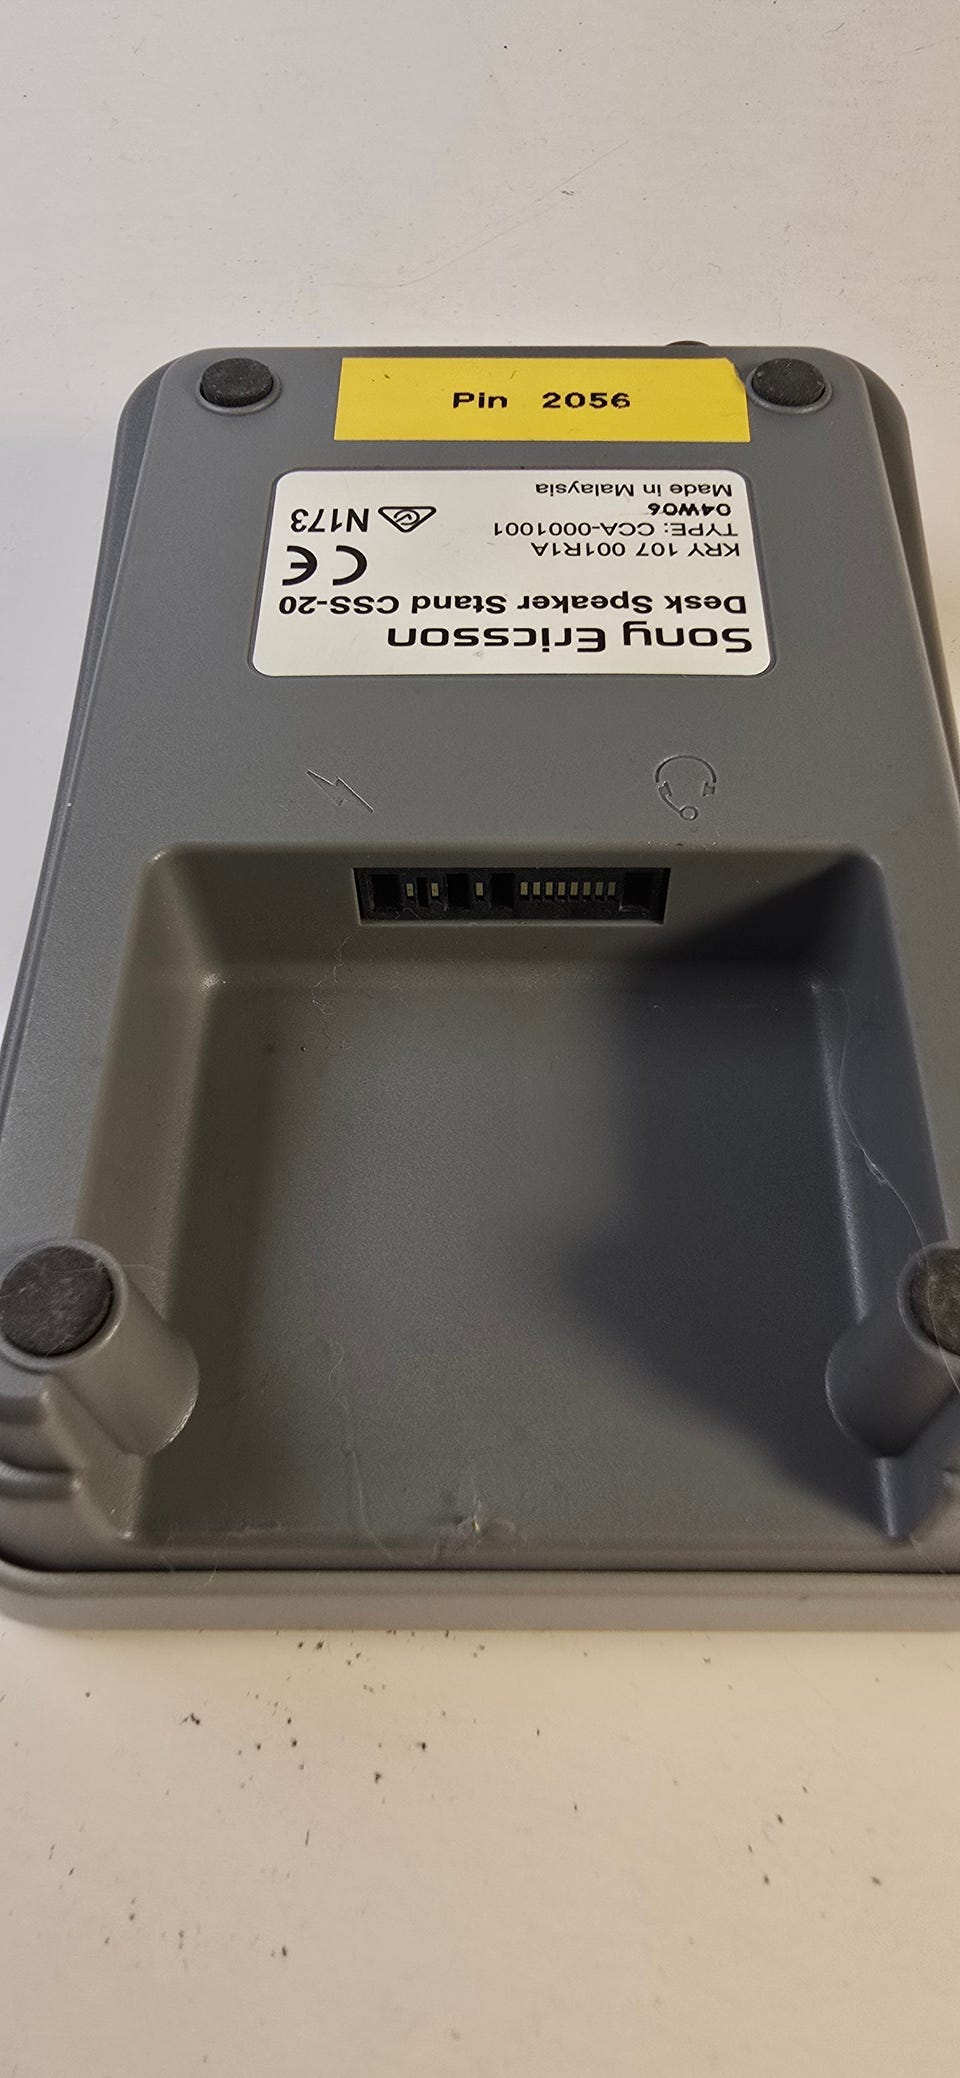 Pin 2056
Sony Ericsson
Desk Speaker Stand CSS-20
KRY 107 001R1A
TYPE: CCA-0001001
04W06
Made in Malaysia
CE
N173